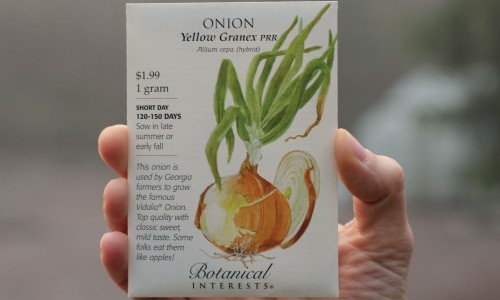 ONION
Yellow Granex PRR
Allium cepa (hybrid)
$1.99
1 gram
SHORT DAY
120-150 DAYS
Sow in late
summer or
early fall
This onion is
used by Georgia
farmers to grow
the famous
Vidalia® Onion.
Top quality with
classic sweet,
mild taste. Some
folks eat them
like apples!
Botanical
INTERESTS®